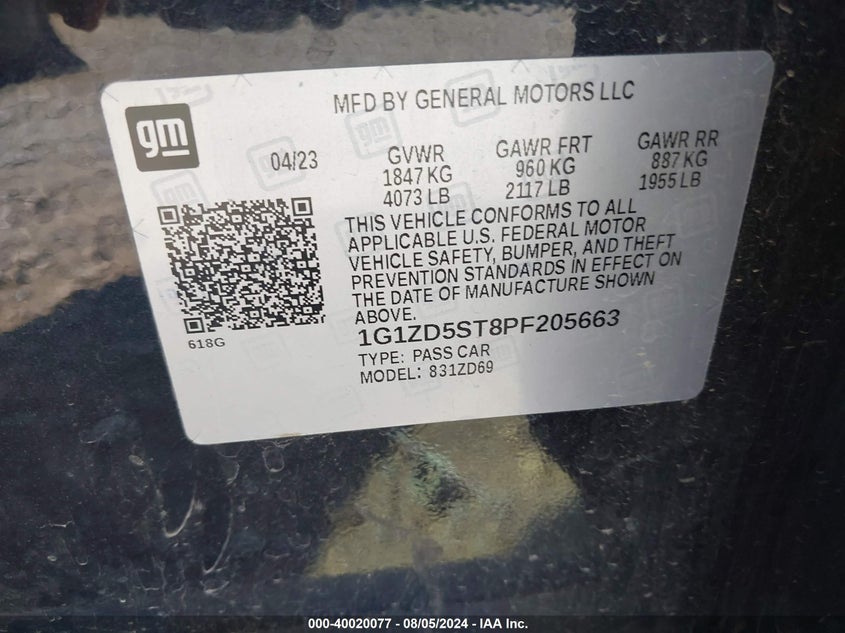 gm
MFD BY GENERAL MOTORS LLC
04/23
GVWR
1847 KG
4073 LB
GAWR FRT
960 KG
2117 LB
GAWR RR
887 KG
1955 LB
THIS VEHICLE CONFORMS TO ALL
APPLICABLE U.S. FEDERAL MOTOR
VEHICLE SAFETY, BUMPER, AND THEFT
PREVENTION STANDARDS IN EFFECT ON
THE DATE OF MANUFACTURE SHOWN
ABOVE.
618G
1G1ZD5ST8PF205663
TYPE: PASS CAR
MODEL: 831ZD69
000-40020077 - 08/05/2024 - IAA Inc.